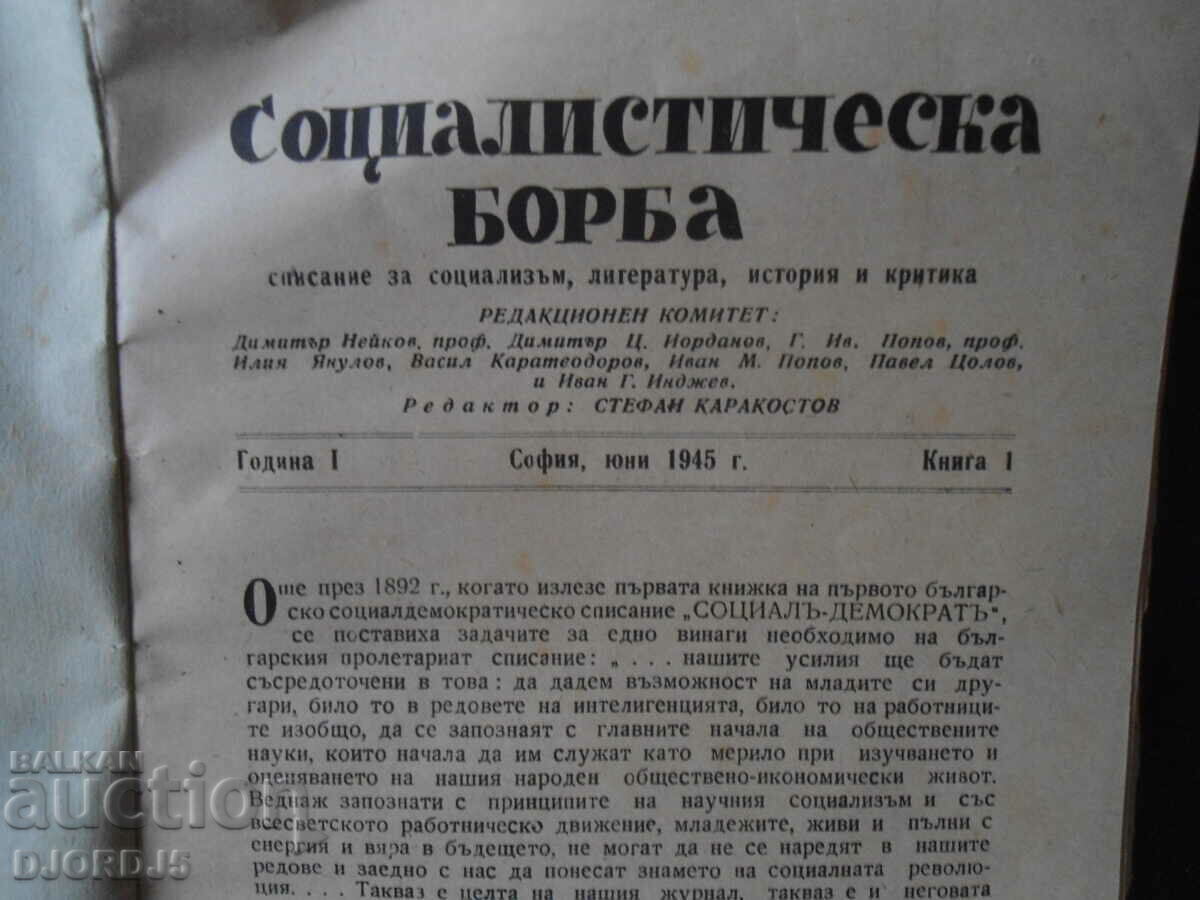 Социалистическа
БОРБа
списание за социализъм, лигература, история и критика
РЕДАКЦИОНЕН КОМИТЕТ:
Димитър Нейков, проф. Димитър Ц. Иорданов, Г. Ив. Попов, проф.
Илия Янулов, Васил Каратеодоров, Иван М. Попов, Павел Цолов,
и Иван Г. Инджев.
Редактор: СТЕФАН КАРАКОСТОВ
Година I София, юни 1945 г. Книга 1
Още през 1892 г., когато излезе първата книжка на първото българ-
ско социалдемократическо списание „СОЦИАЛЪ-ДЕМОКРАТЪ",
се поставиха задачите за едно винаги необходимо на бъл-
гарския пролетариат списание: „ . . . нашите усилия ще бъдат
съсредоточени в това : да дадем възможност на младите си дру-
гари, било то в редовете на интелигенцията, било то на работници-
те изобщо, да се запознаят с главните начала на обществените
науки, които начала да им служат като мерило при изучването и
оценяването на нашия народен обществено-икономически живот.
Веднаж запознати с принципите на научния социализъм и със
всесветското работническо движение, младежите, живи и пълни с
енергия и вяра в бъдещето, не могат да не се наредят в нашите
редове и заедно с нас да понесат знамето на социалната револю-
ция. . . . Такваз е целта на нашия журнал, такваз е и неговата
BALKAN
auction
DJORDJ5